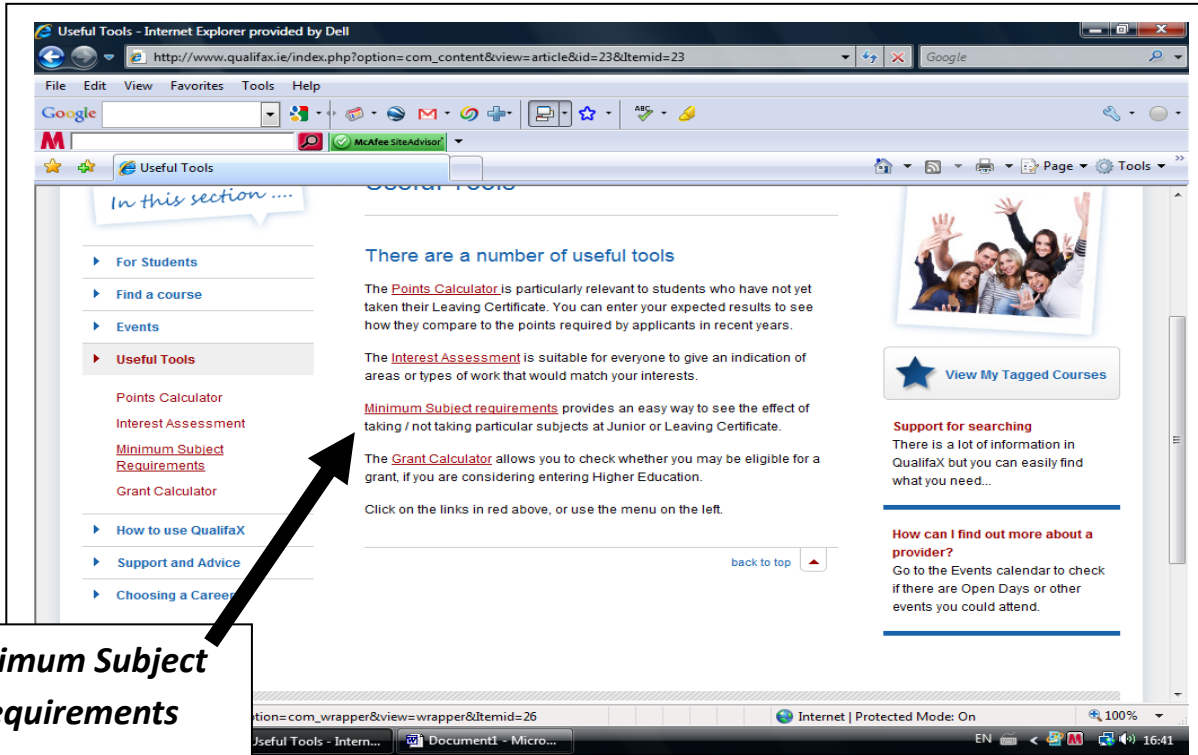 Useful Tools - Internet Explorer provided by Dell
http://www.qualifax.ie/index.php?option=com_content&view=article&id=23&Itemid=23
Google
File Edit View Favorites Tools Help
Google
ABC
M
McAfee SiteAdvisor
Useful Tools
Page Tools
In this section ....
Useful Tools
For Students
Find a course
Events
Useful Tools
Points Calculator
Interest Assessment
Minimum Subject
Requirements
Grant Calculator
How to use QualifaX
Support and Advice
Choosing a Career
There are a number of useful tools
The Points Calculator is particularly relevant to students who have not yet
taken their Leaving Certificate. You can enter your expected results to see
how they compare to the points required by applicants in recent years.
The Interest Assessment is suitable for everyone to give an indication of
areas or types of work that would match your interests.
Minimum Subject requirements provides an easy way to see the effect of
taking / not taking particular subjects at Junior or Leaving Certificate.
The Grant Calculator allows you to check whether you may be eligible for a
grant, if you are considering entering Higher Education.
Click on the links in red above, or use the menu on the left.
back to top
View My Tagged Courses
Support for searching
There is a lot of information in
QualifaX but you can easily find
what you need...
How can I find out more about a
provider?
Go to the Events calendar to check
if there are Open Days or other
events you could attend.
imum Subject
equirements
tion=com_wrapper&view=wrapper&Itemid=26
Internet | Protected Mode: On
100%
Useful Tools - Intern...
Document1 - Micro...
EN
M
16:41